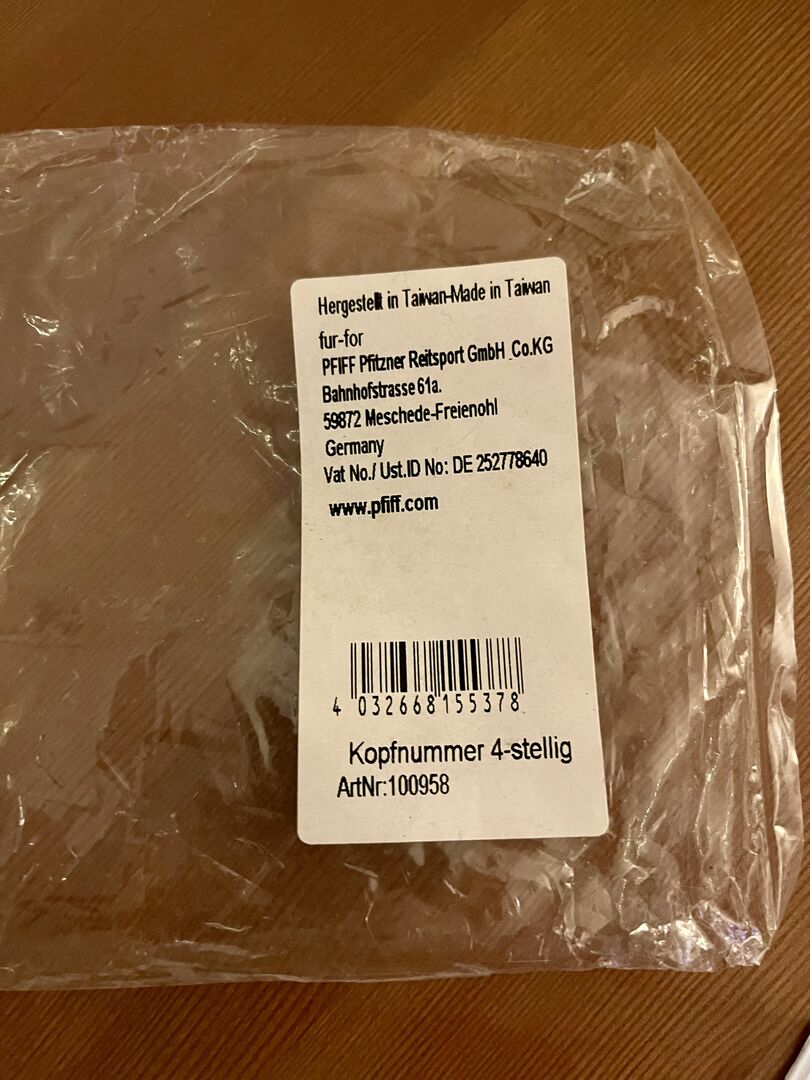 Hergestellt in Taiwan-Made in Taiwan
fur-for
PFIFF Pfitzner Reitsport GmbH Co.KG
Bahnhofstrasse 61a.
59872 Meschede-Freienohl
Germany
Vat No./ Ust.ID No: DE 252778640
www.pfiff.com
4 032668 155378
Kopfnummer 4-stellig
ArtNr:100958